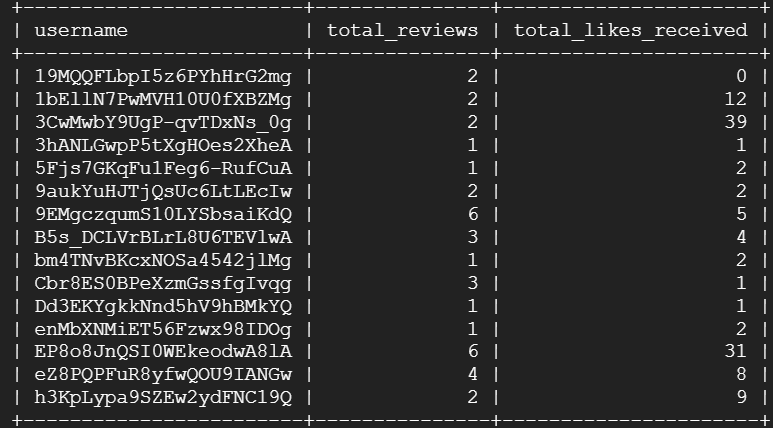 +------------------------+---------------+----------------------+
| username               | total_reviews | total_likes_received |
+------------------------+---------------+----------------------+
| 19MQQFLbpI5z6PYhHrG2mg |             2 |                    0 |
| 1bEllN7PwMVH10U0fXBZMg |             2 |                   12 |
| 3CwMwbY9UgP-qvTDxNs_0g |             2 |                   39 |
| 3hANLGwpP5tXgHOes2XheA |             1 |                    1 |
| 5Fjs7GKqFu1Feg6-RufCuA |             1 |                    2 |
| 9aukYuHJTjQsUc6LtLEcIw |             2 |                    2 |
| 9EMgczqumS10LYSbsaiKdQ |             6 |                    5 |
| B5s_DCLVrBLrL8U6TEVlwA |             3 |                    4 |
| bm4TNvBKcxNOSa4542jlMg |             1 |                    2 |
| Cbr8ES0BPeXzmGssfgIvqg |             3 |                    1 |
| Dd3EKYgkkNnd5hV9hBMkYQ |             1 |                    1 |
| enMbXNMiET56Fzwx98IDOg |             1 |                    2 |
| EP8o8JnQSI0WEkeodwA8lA |             6 |                   31 |
| eZ8PQPFuR8yfwQOU9IANGw |             4 |                    8 |
| h3KpLypa9SZEw2ydFNC19Q |             2 |                    9 |
+------------------------+---------------+----------------------+